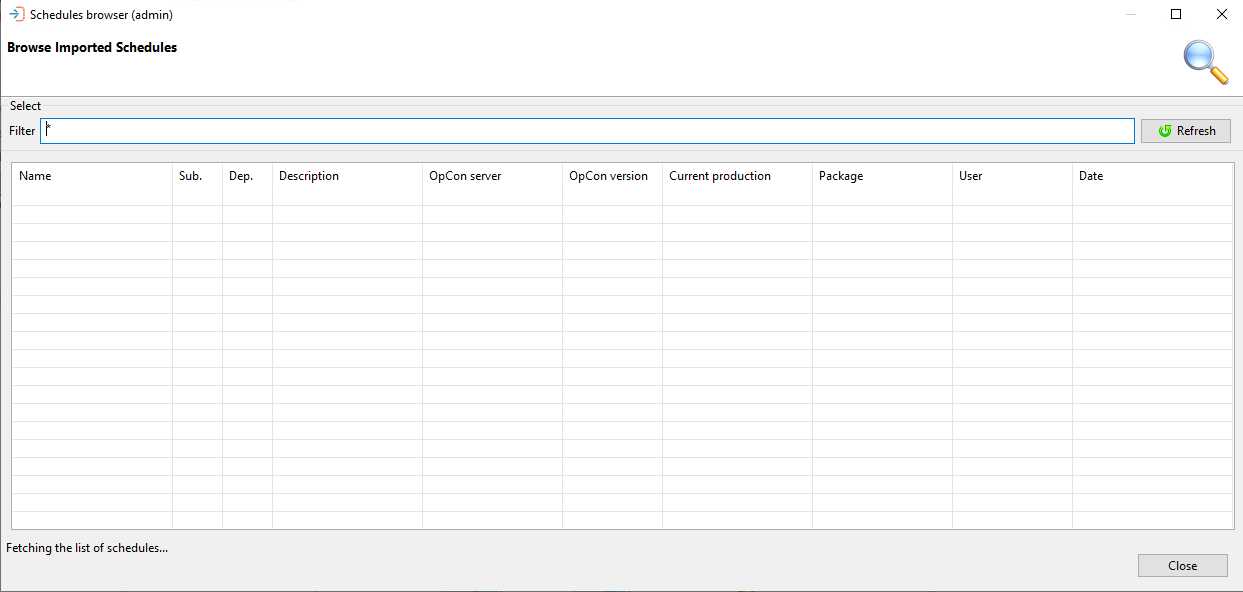 Schedules browser (admin)
Browse Imported Schedules
Select
Filter * Refresh
Name Sub. Dep. Description OpCon server OpCon version Current production Package User Date
Fetching the list of schedules...
Close